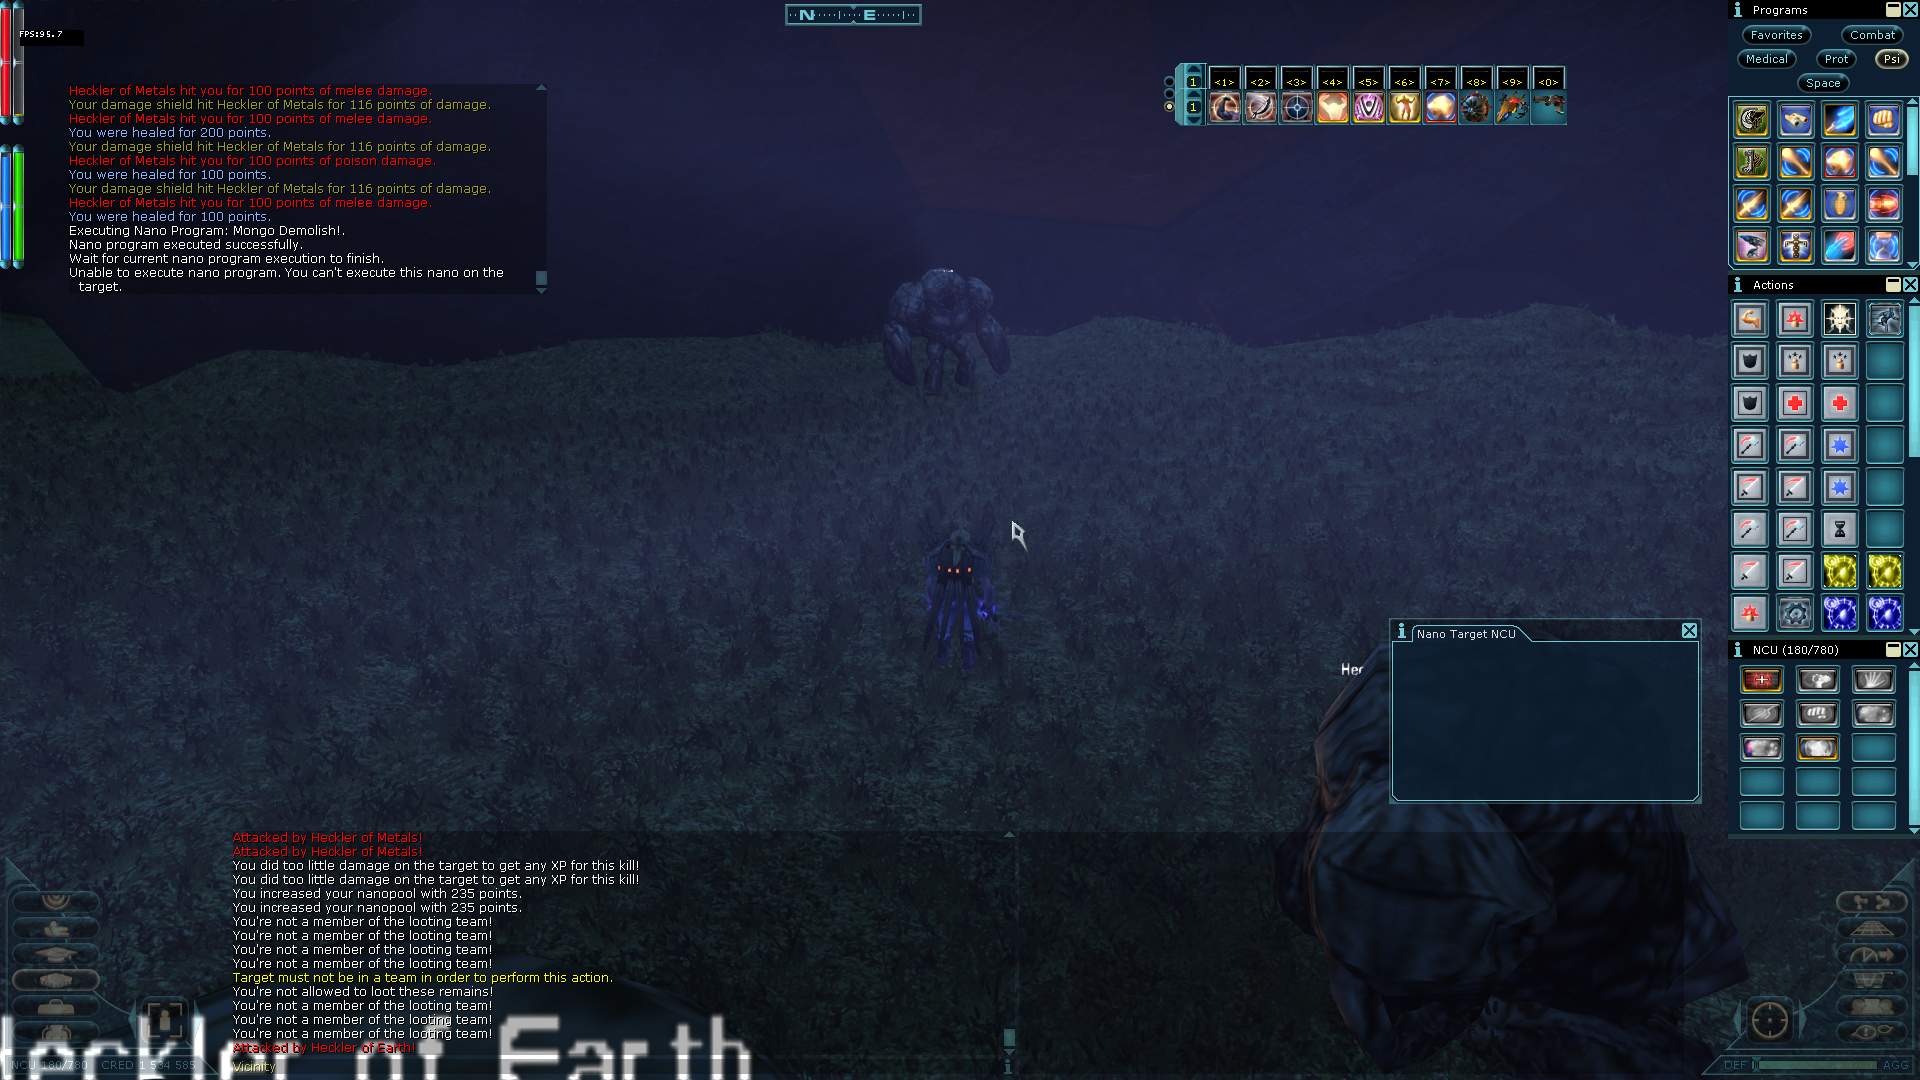 FPS:95.7
N E
Heckler of Metals hit you for 100 points of melee damage.
Your damage shield hit Heckler of Metals for 116 points of damage.
Heckler of Metals hit you for 100 points of melee damage.
You were healed for 200 points.
Your damage shield hit Heckler of Metals for 116 points of damage.
Heckler of Metals hit you for 100 points of poison damage.
You were healed for 100 points.
Your damage shield hit Heckler of Metals for 116 points of damage.
Heckler of Metals hit you for 100 points of melee damage.
You were healed for 100 points.
Executing Nano Program: Mongo Demolish!.
Nano program executed successfully.
Wait for current nano program execution to finish.
Unable to execute nano program. You can't execute this nano on the
target.
1 <1> <2> <3> <4> <5> <6> <7> <8> <9> <0>
1
Programs
Favorites Combat
Medical Prot Psi
Space
Actions
NCU (180/780)
Nano Target NCU
Hec
Attacked by Heckler of Metals!
Attacked by Heckler of Metals!
You did too little damage on the target to get any XP for this kill!
You did too little damage on the target to get any XP for this kill!
You increased your nanopool with 235 points.
You increased your nanopool with 235 points.
You're not a member of the looting team!
You're not a member of the looting team!
You're not a member of the looting team!
You're not a member of the looting team!
Target must not be in a team in order to perform this action.
You're not allowed to loot these remains!
You're not a member of the looting team!
You're not a member of the looting team!
You're not a member of the looting team!
Attacked by Heckler of Earth!
Vicinity
Heckler of Earth
NCU 180/780 CRED 1 534 585
DEF AGG